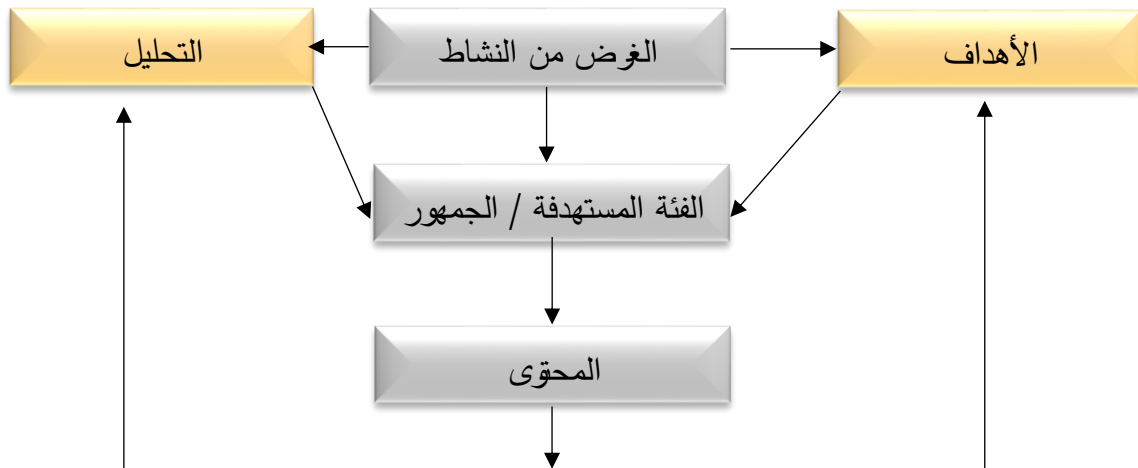 الأهداف
الغرض من النشاط
التحليل
الفئة المستهدفة / الجمهور
المحتوى